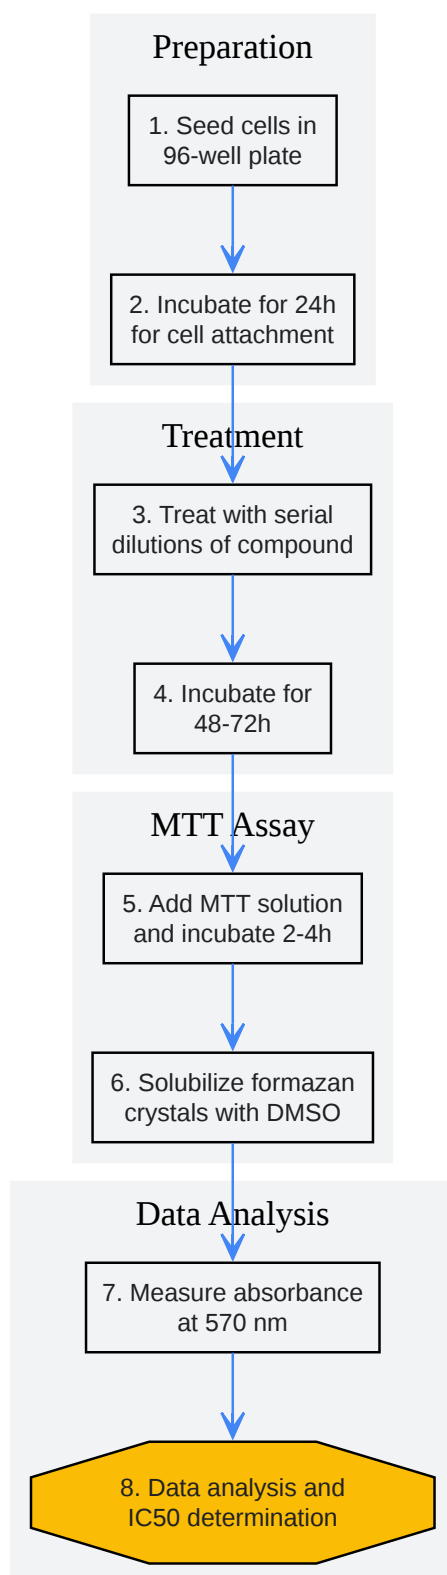 Preparation
1. Seed cells in
96-well plate
2. Incubate for 24h
for cell attachment
Treatment
3. Treat with serial
dilutions of compound
4. Incubate for
48-72h
MTT Assay
5. Add MTT solution
and incubate 2-4h
6. Solubilize formazan
crystals with DMSO
Data Analysis
7. Measure absorbance
at 570 nm
8. Data analysis and
IC50 determination